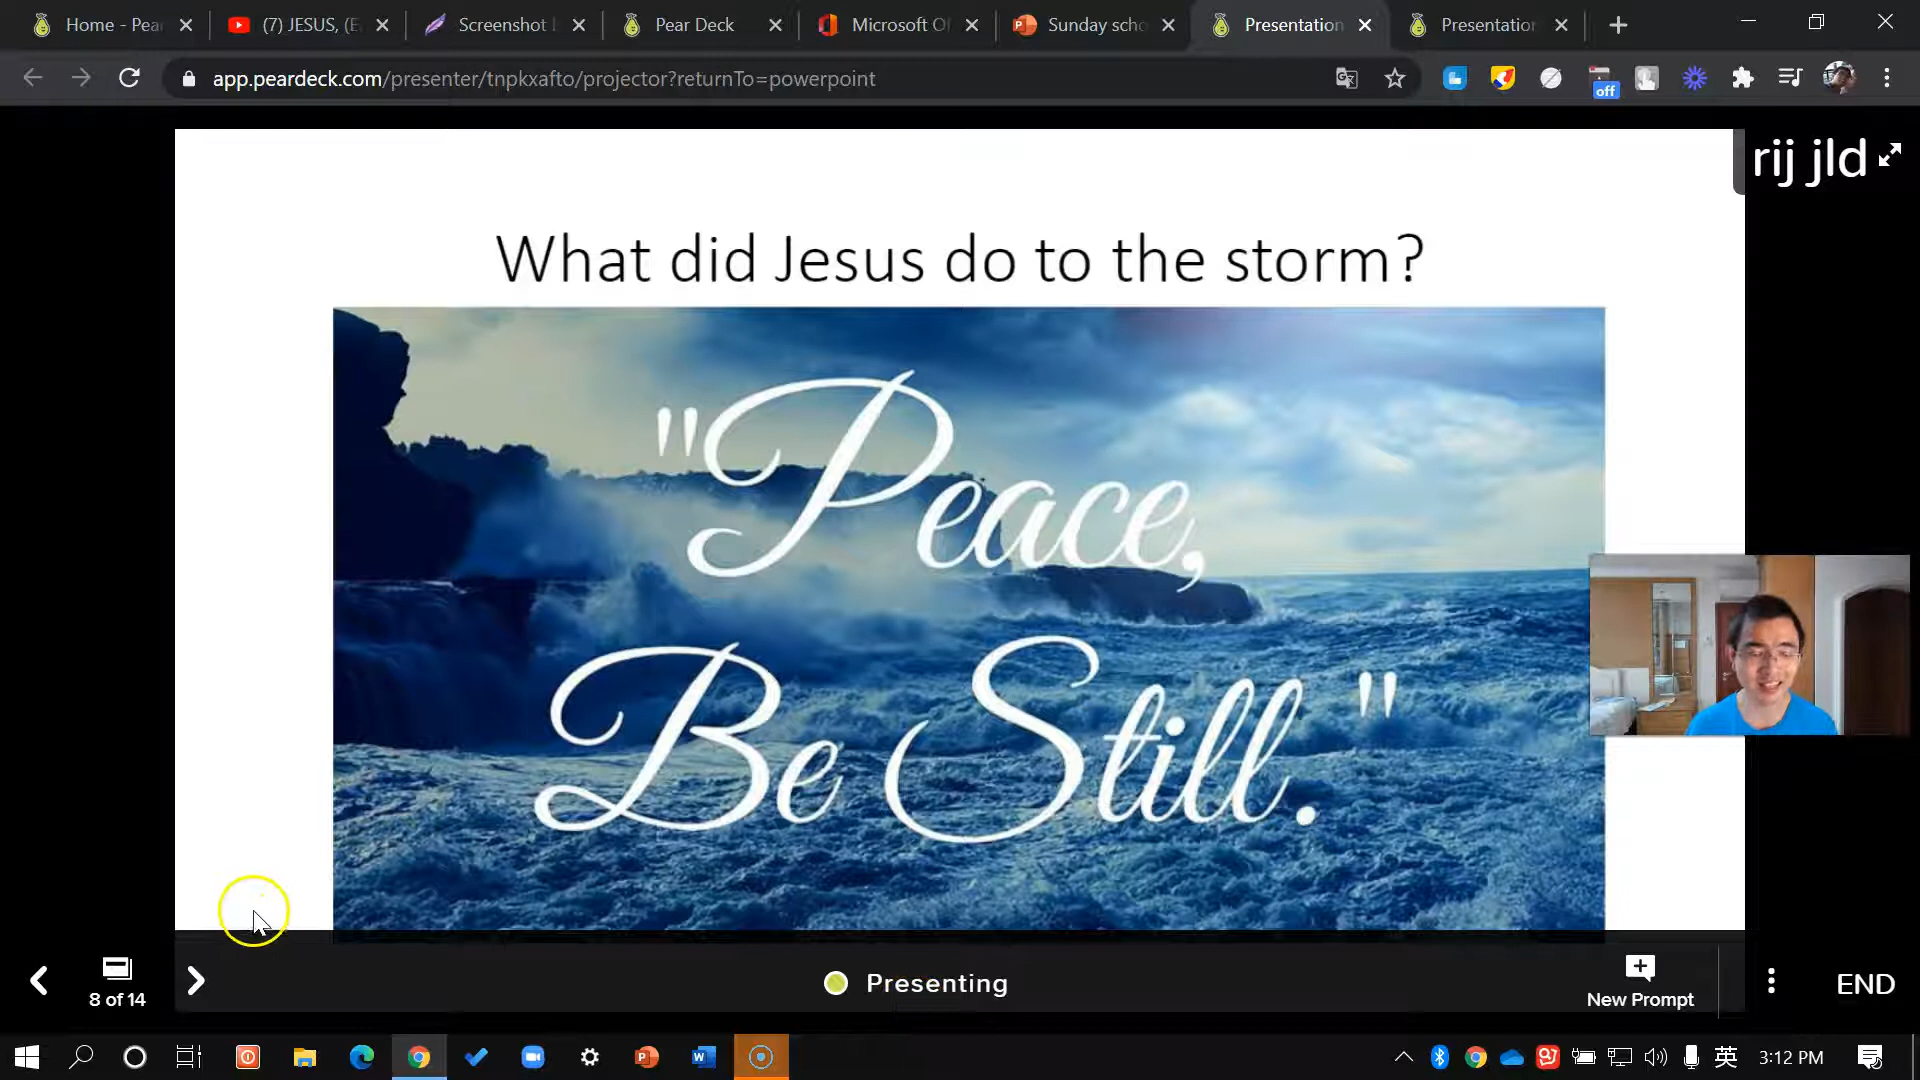 Home - Pea
(7) JESUS, (E
Screenshot
Pear Deck
Microsoft Of
Sunday scho
Presentation
Presentation
app.peardeck.com/presenter/tnpkxafto/projector?returnTo=powerpoint
off
rij jld
What did Jesus do to the storm?
"Peace,
Be Still."
8 of 14
Presenting
New Prompt
END
英
3:12 PM